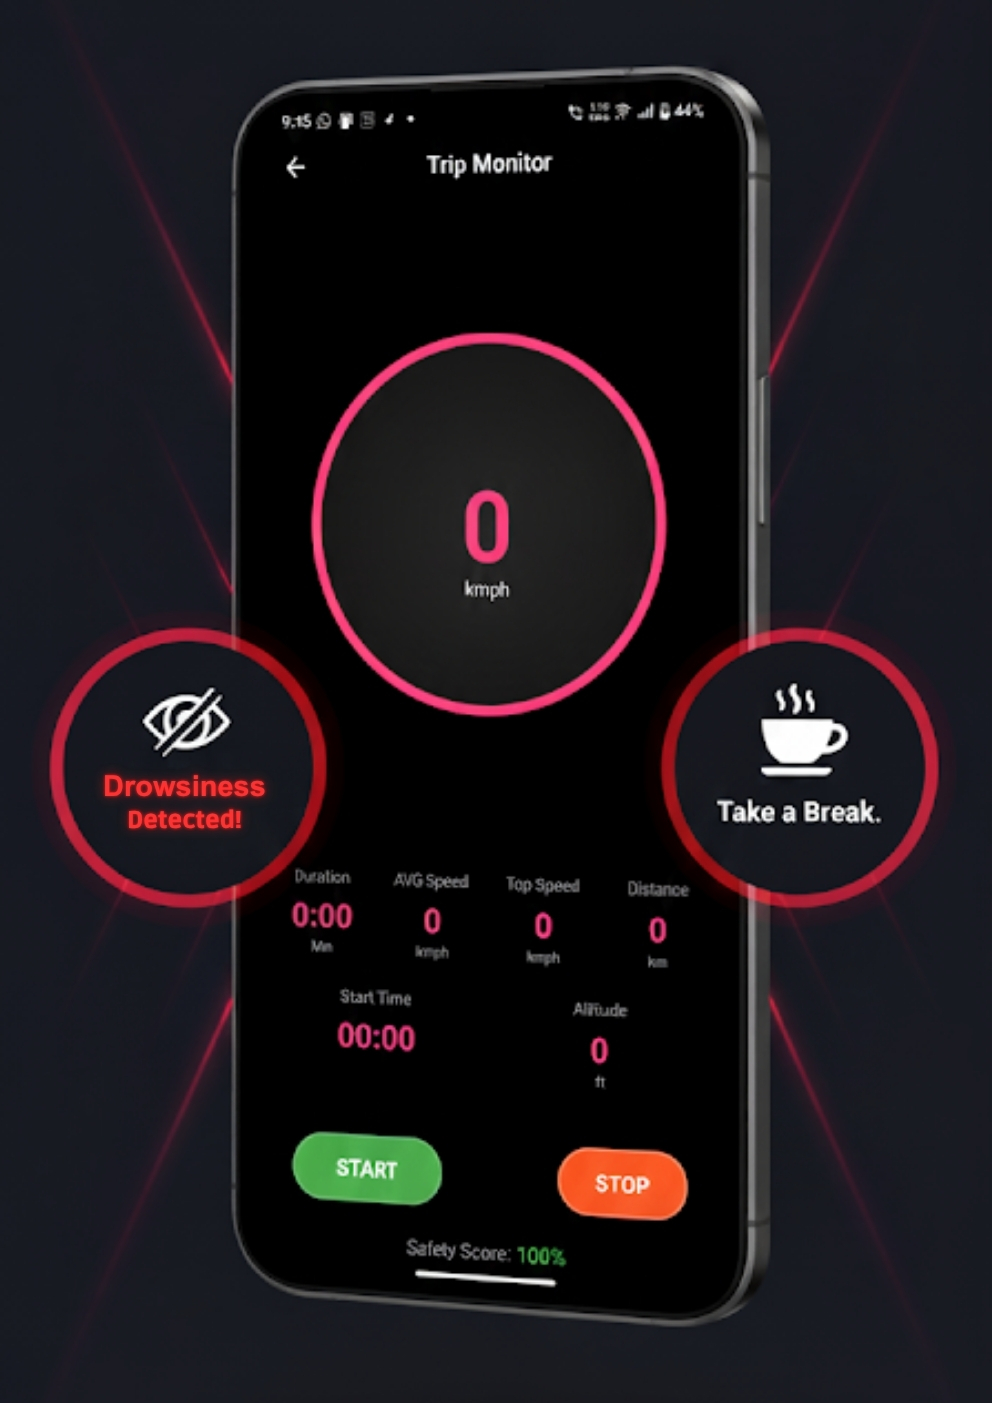 9:15
44%
Trip Monitor
0
kmph
Drowsiness
Detected!
Take a Break.
Duration
0:00
Min
AVG Speed
0
kmph
Top Speed
0
kmph
Distance
0
km
Start Time
00:00
Altitude
0
ft
START
STOP
Safety Score: 100%